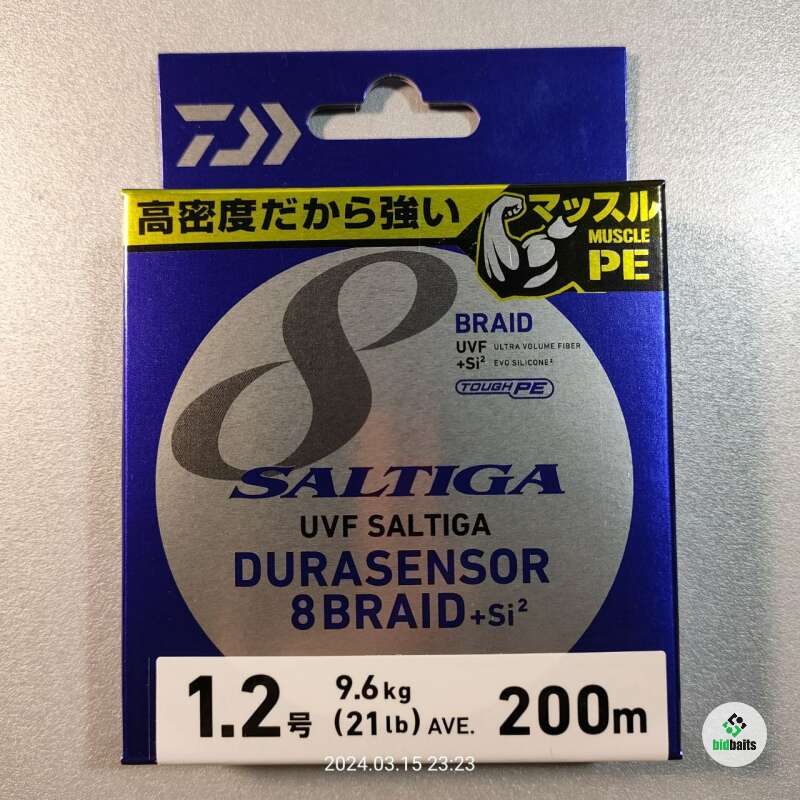 高密度だから強い
マッスル
MUSCLE
PE
8
BRAID
UVF ULTRA VOLUME FIBER
+Si² EVO SILICONE²
TOUGH PE
SALTIGA
UVF SALTIGA
DURASENSOR
8BRAID+Si²
1.2号 9.6kg (21lb) AVE. 200m
2024.03.15 23:23
bidbaits